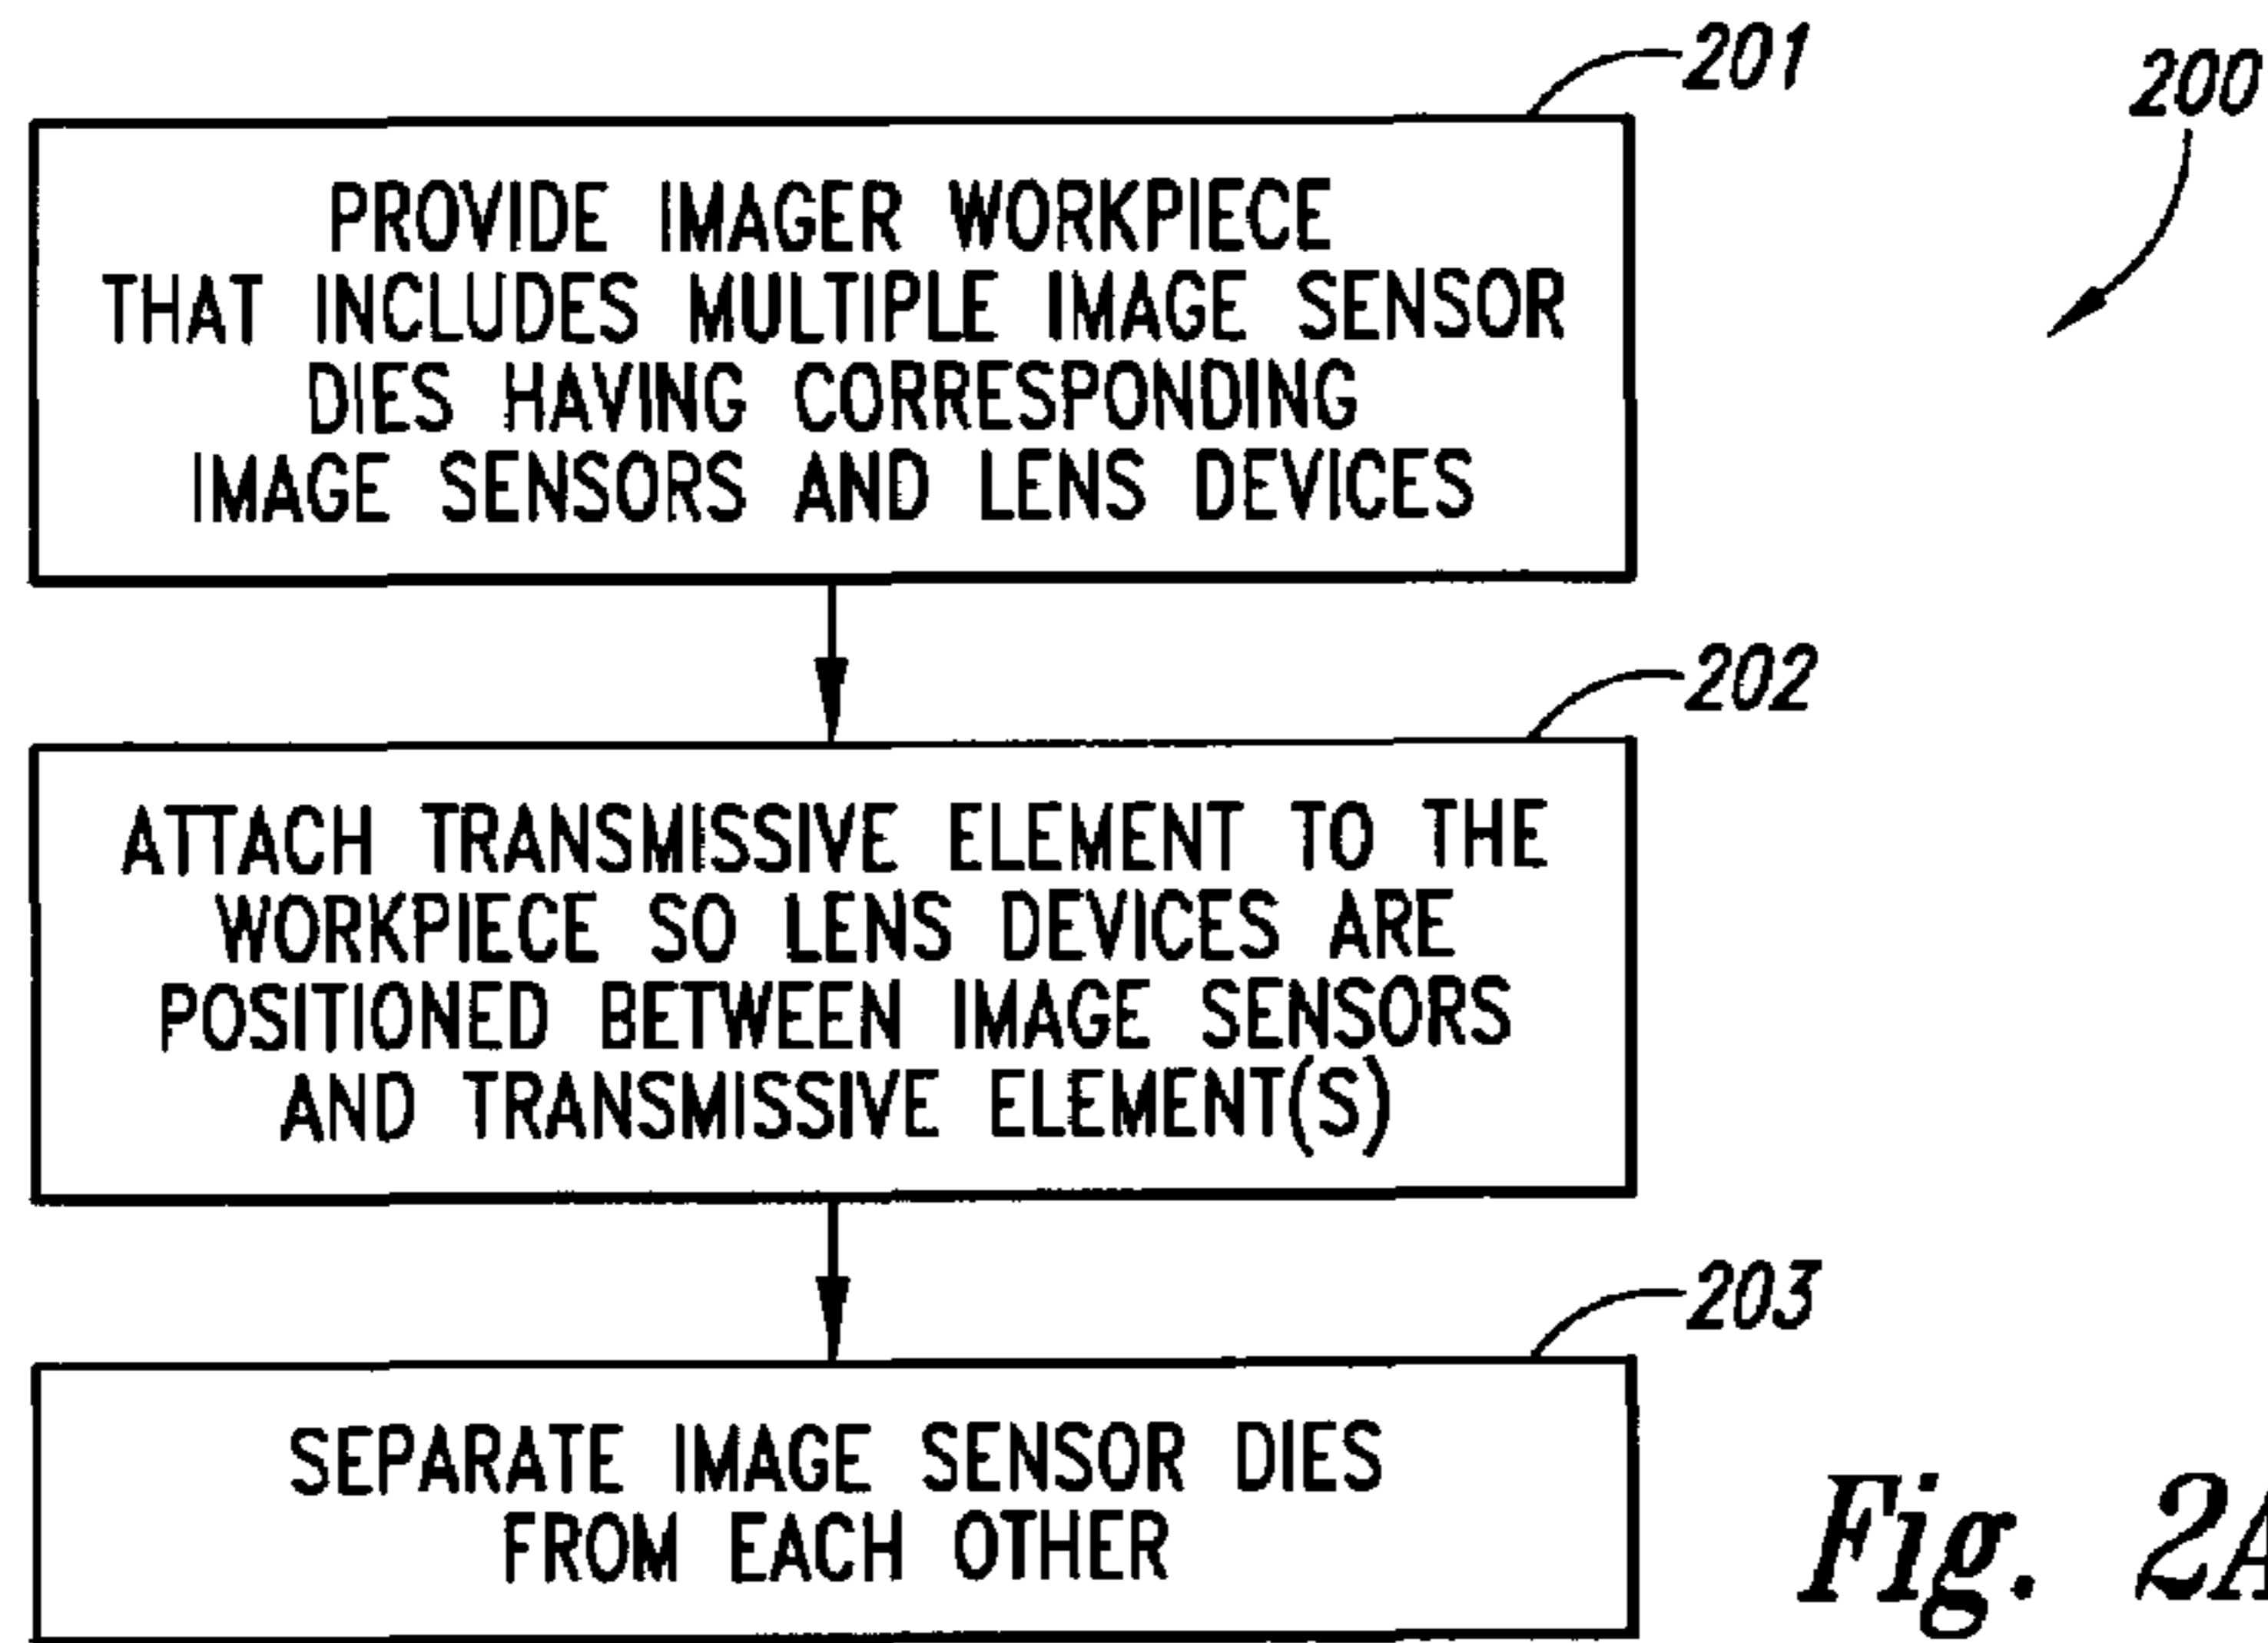 201
200
PROVIDE IMAGER WORKPIECE
THAT INCLUDES MULTIPLE IMAGE SENSOR
DIES HAVING CORRESPONDING
IMAGE SENSORS AND LENS DEVICES
202
ATTACH TRANSMISSIVE ELEMENT TO THE
WORKPIECE SO LENS DEVICES ARE
POSITIONED BETWEEN IMAGE SENSORS
AND TRANSMISSIVE ELEMENT(S)
203
SEPARATE IMAGE SENSOR DIES
FROM EACH OTHER
Fig. 2A